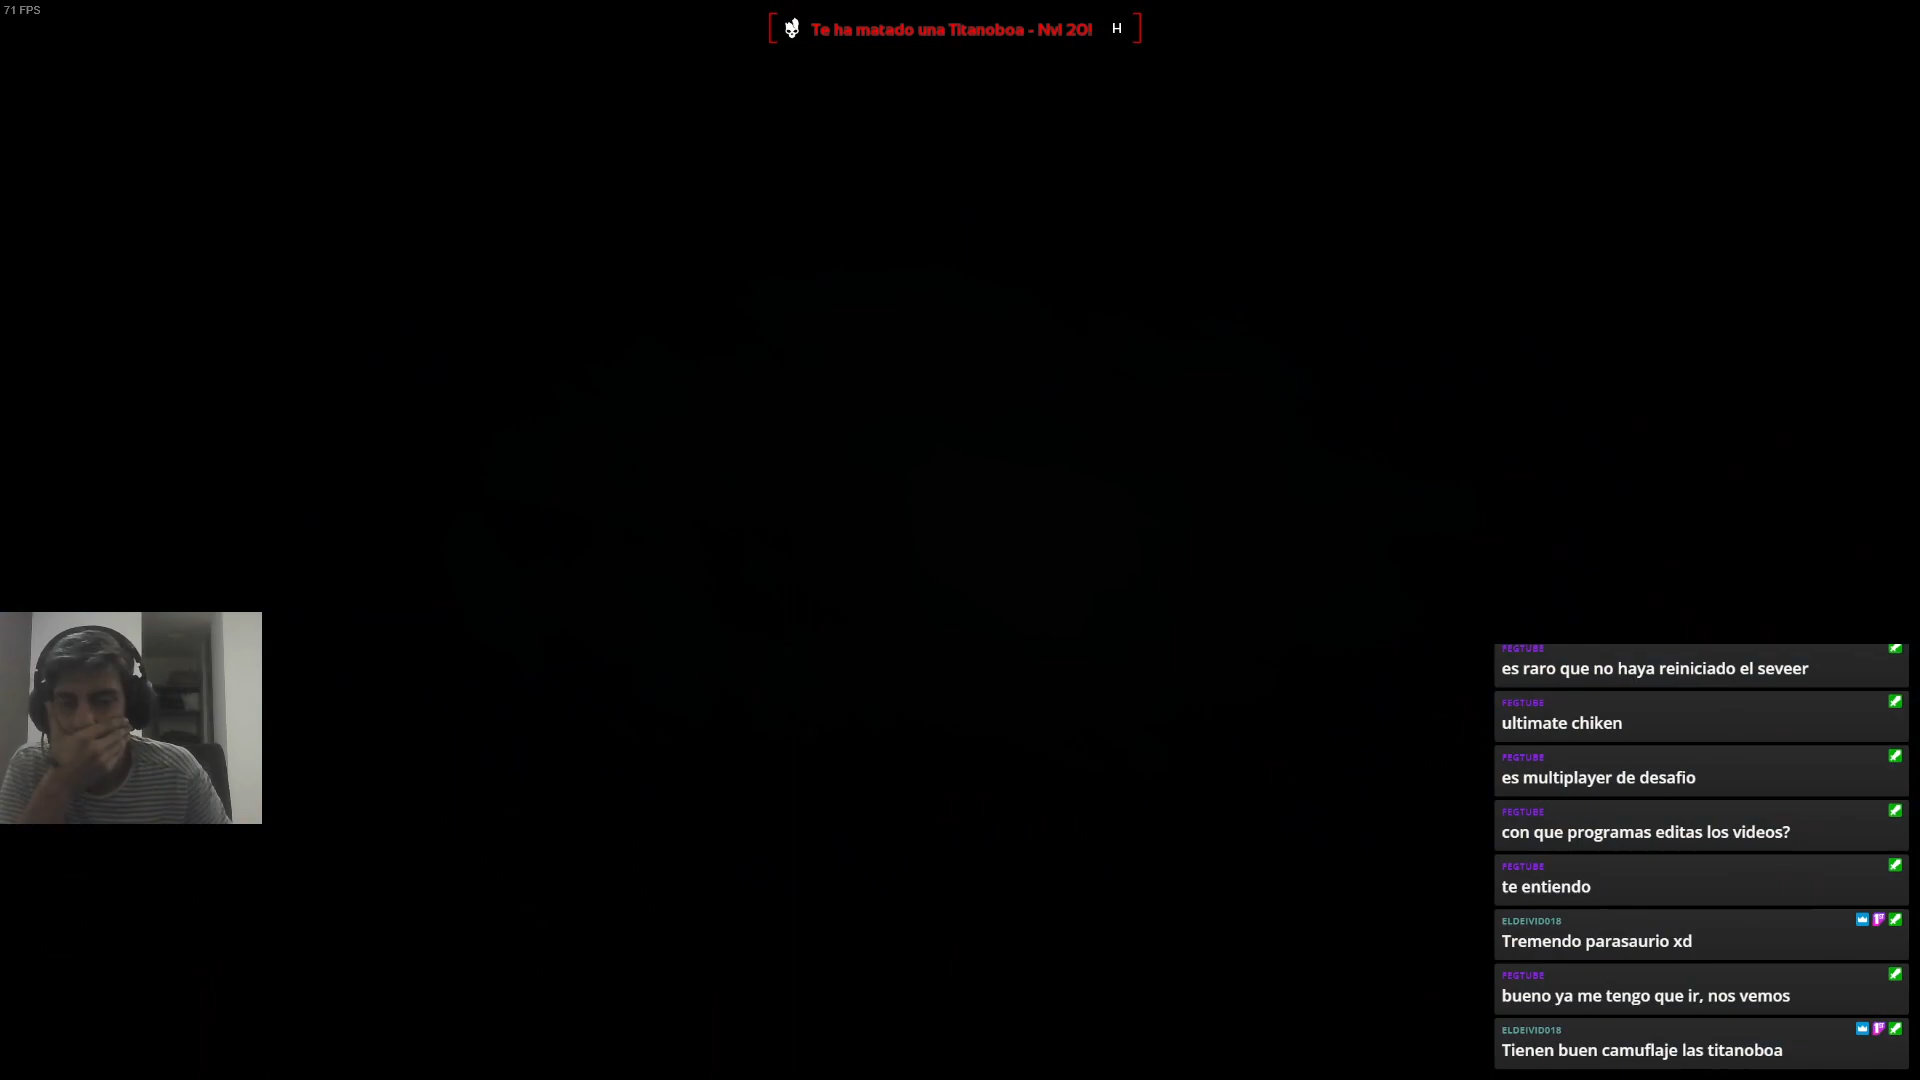 71 FPS
Te ha matado una Titanoboa - Nvl 20! H
FEGTUBE
es raro que no haya reiniciado el seveer
FEGTUBE
ultimate chiken
FEGTUBE
es multiplayer de desafio
FEGTUBE
con que programas editas los videos?
FEGTUBE
te entiendo
ELDEIVID018
Tremendo parasaurio xd
FEGTUBE
bueno ya me tengo que ir, nos vemos
ELDEIVID018
Tienen buen camuflaje las titanoboa